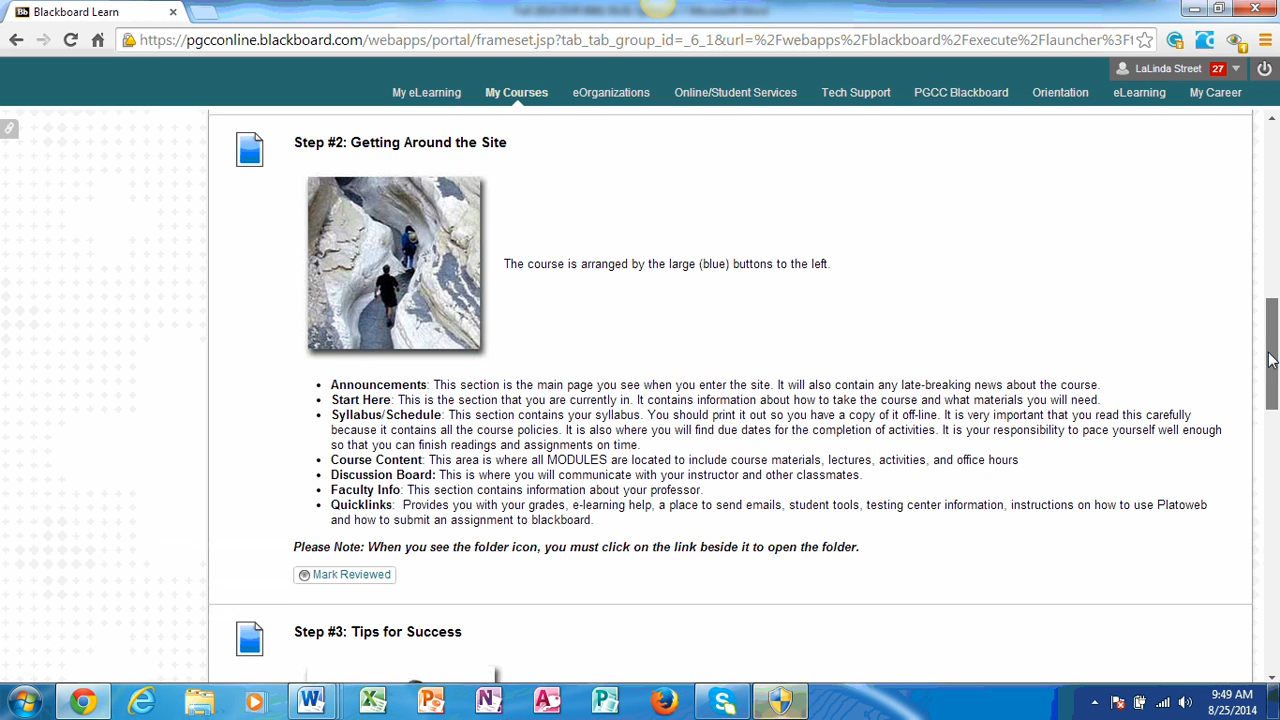 Blackboard Learn
https://pgcconline.blackboard.com/webapps/portal/frameset.jsp?tab_tab_group_id=_6_1&url=%2Fwebapps%2Fblackboard%2Fexecute%2Flauncher%3Ft
LaLinda Street 27
My eLearning My Courses eOrganizations Online/Student Services Tech Support PGCC Blackboard Orientation eLearning My Career
Step #2: Getting Around the Site
The course is arranged by the large (blue) buttons to the left.
• Announcements: This section is the main page you see when you enter the site. It will also contain any late-breaking news about the course.
• Start Here: This is the section that you are currently in. It contains information about how to take the course and what materials you will need.
• Syllabus/Schedule: This section contains your syllabus. You should print it out so you have a copy of it off-line. It is very important that you read this carefully
because it contains all the course policies. It is also where you will find due dates for the completion of activities. It is your responsibility to pace yourself well enough
so that you can finish readings and assignments on time.
• Course Content: This area is where all MODULES are located to include course materials, lectures, activities, and office hours
• Discussion Board: This is where you will communicate with your instructor and other classmates.
• Faculty Info: This section contains information about your professor.
• Quicklinks: Provides you with your grades, e-learning help, a place to send emails, student tools, testing center information, instructions on how to use Platoweb
and how to submit an assignment to blackboard.
Please Note: When you see the folder icon, you must click on the link beside it to open the folder.
Mark Reviewed
Step #3: Tips for Success
9:49 AM
8/25/2014